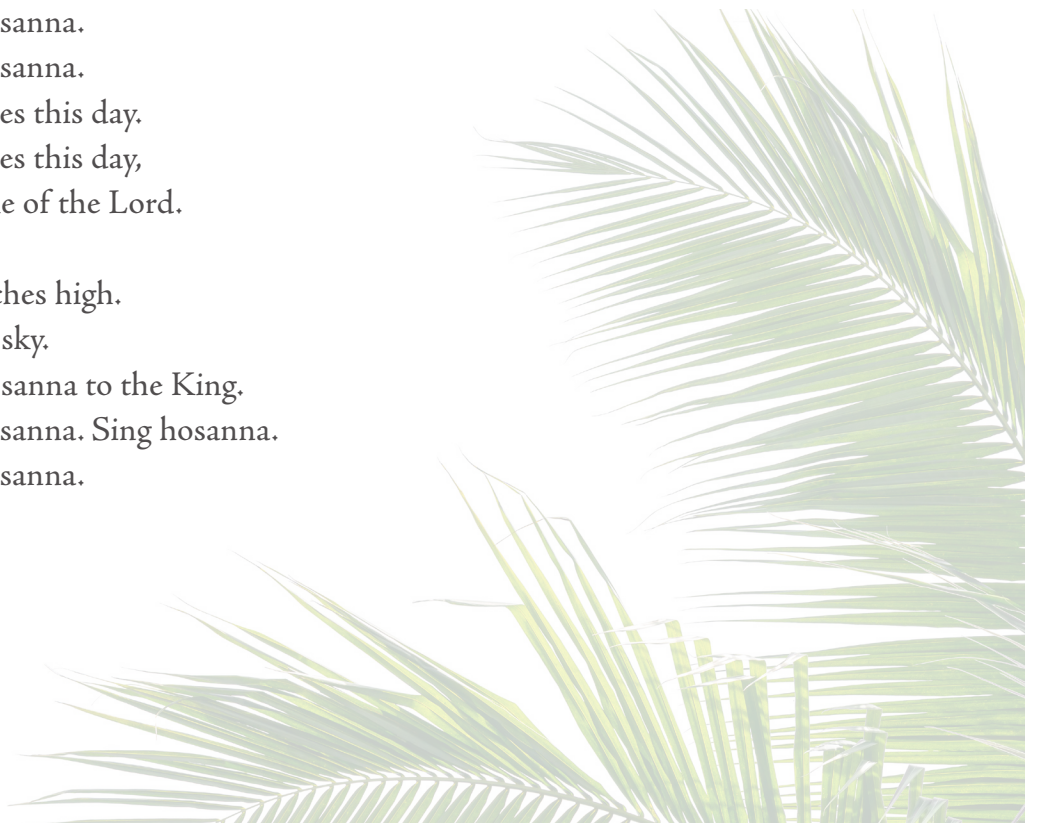 sanna.
sanna.
es this day.
es this day,
e of the Lord.
ches high.
sky.
sanna to the King.
sanna. Sing hosanna.
sanna.